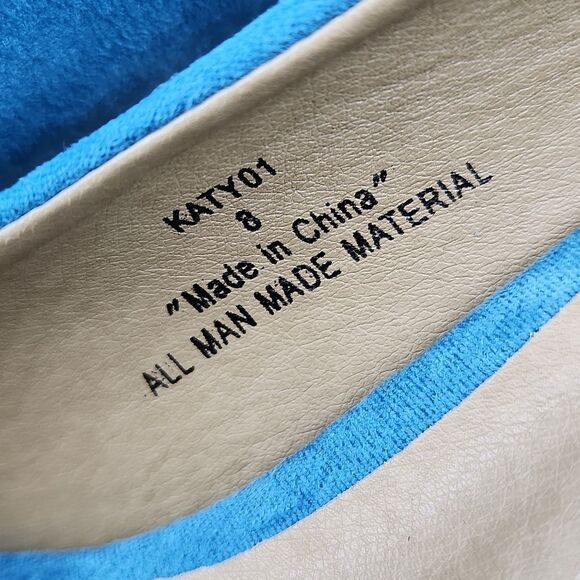 KATY01
8
"Made in China"
ALL MAN MADE MATERIAL